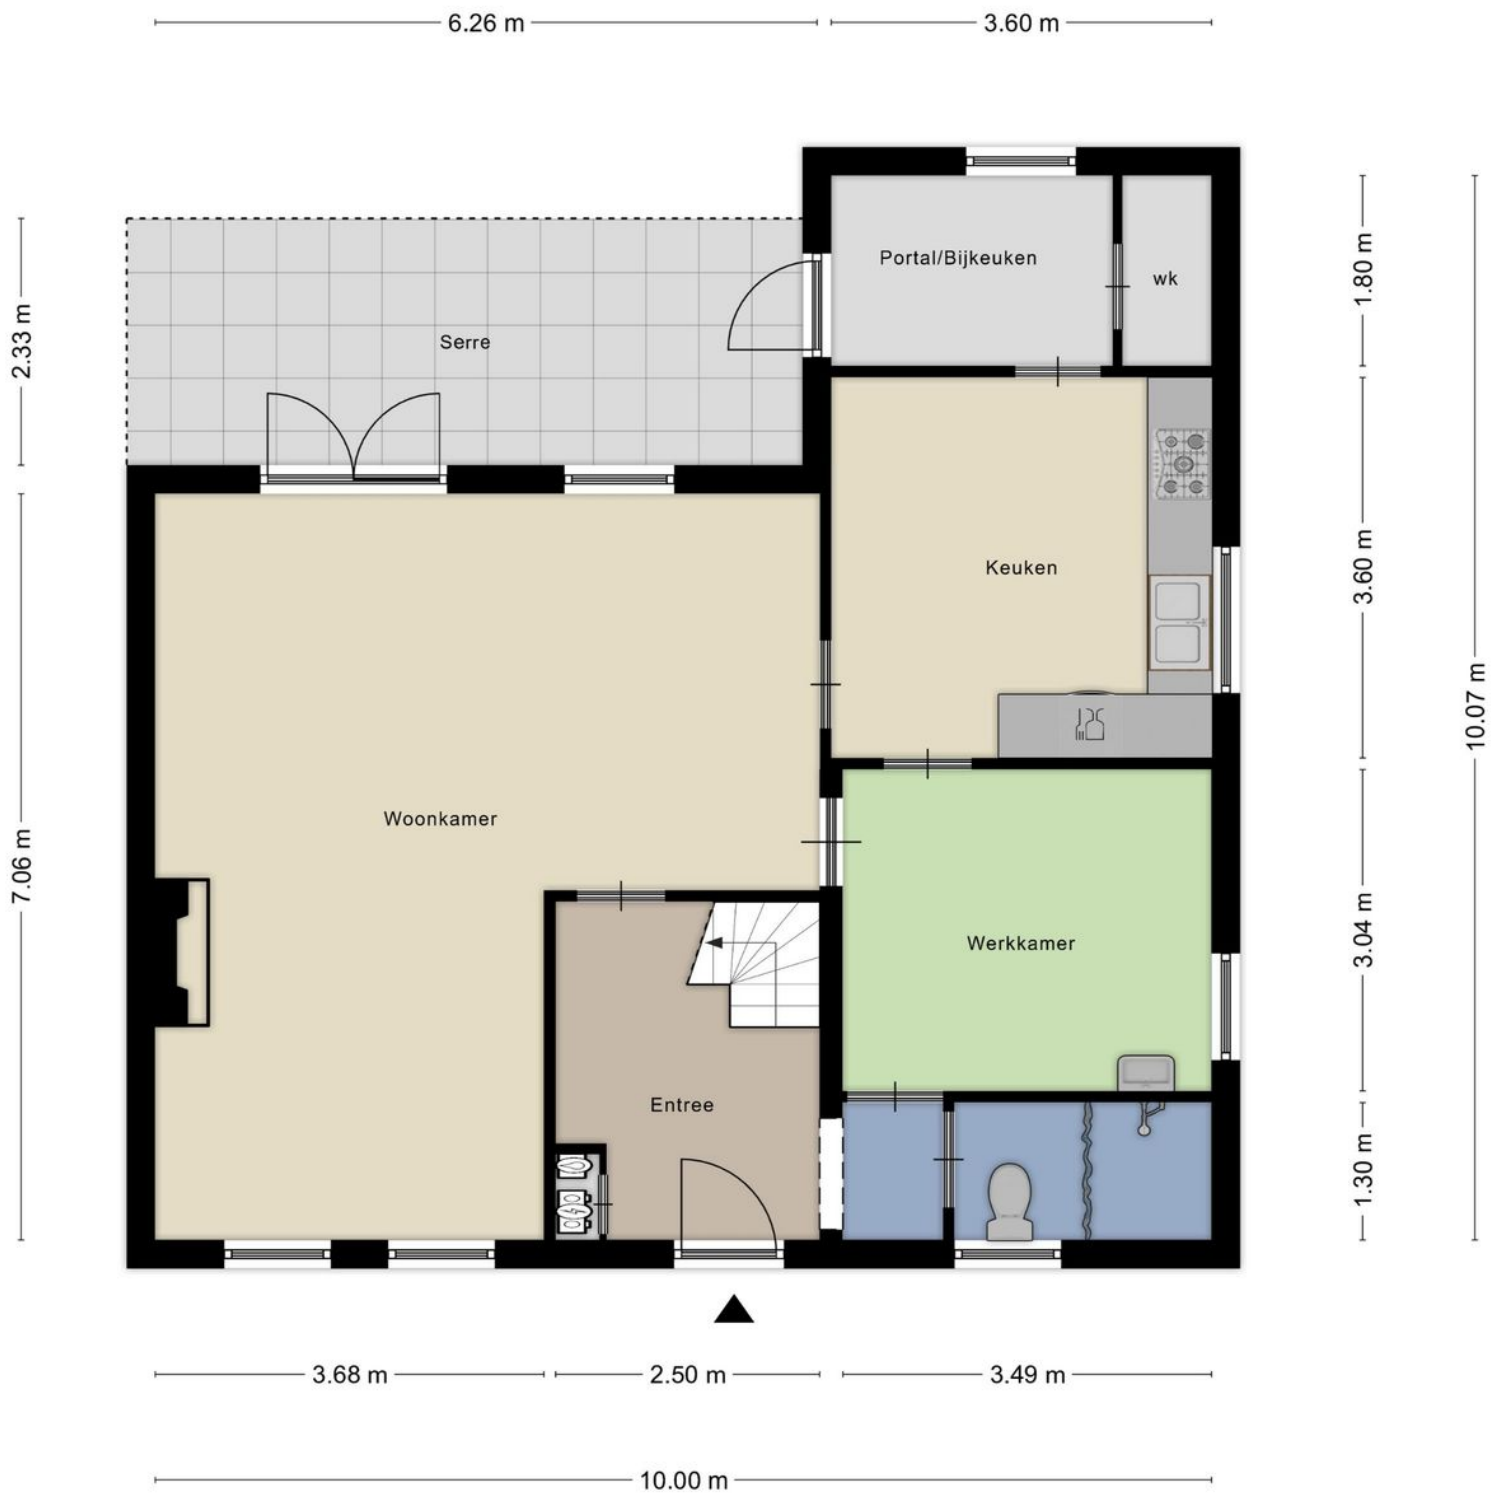 6.26 m
3.60 m
Portal/Bijkeuken
wk
1.80 m
2.33 m
Serre
Keuken
3.60 m
10.07 m
Woonkamer
7.06 m
Werkkamer
3.04 m
Entree
1.30 m
3.68 m
2.50 m
3.49 m
10.00 m